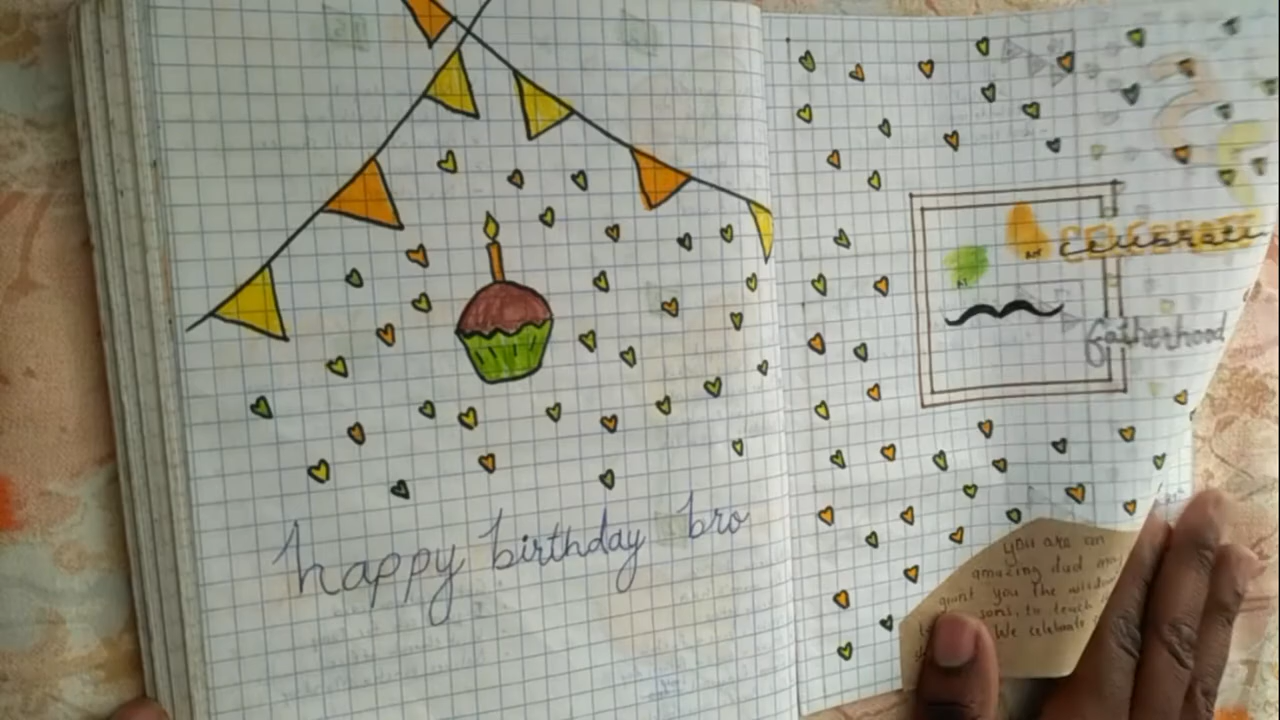 happy birthday bro
celebrate
fatherhood
you are an
amazing dad may
grant you the wisdom
sons. to teach
We celebrate